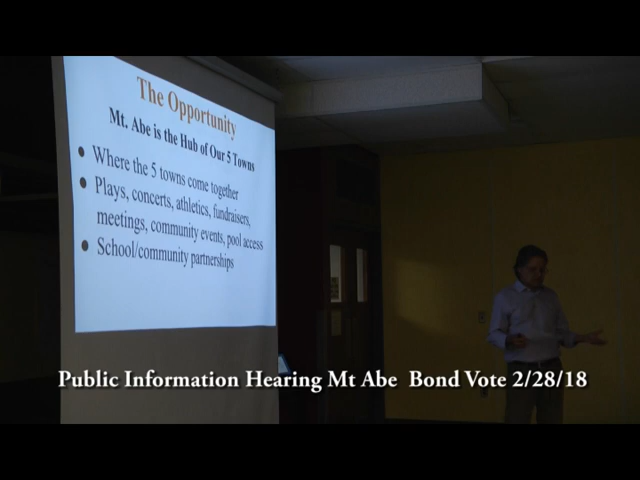 The Opportunity
Mt. Abe is the Hub of Our 5 Towns
• Where the 5 towns come together
• Plays, concerts, athletics, fundraisers,
meetings, community events, pool access
• School/community partnerships
Public Information Hearing Mt Abe Bond Vote 2/28/18